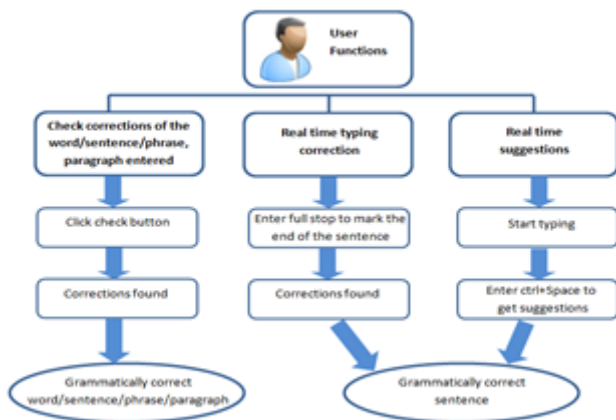 User
Functions
Check corrections of the
word/sentence/phrase,
paragraph entered
Real time typing
correction
Real time
suggestions
Click check button
Enter full stop to mark the
end of the sentence
Start typing
Corrections found
Corrections found
Enter ctrl+Space to
get suggestions
Grammatically correct
word/sentence/phrase/paragraph
Grammatically correct
sentence